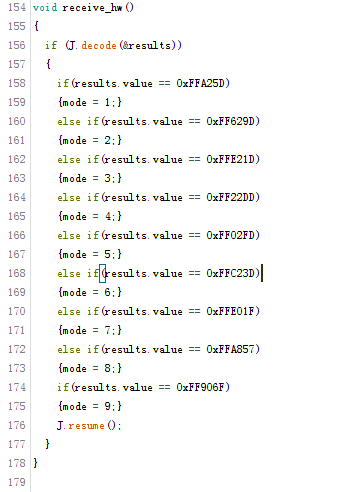 154 void receive_hw()
155 {
156 if (J.decode(&results))
157 {
158 if(results.value == 0xFFA25D)
159 {mode = 1;}
160 else if(results.value == 0xFF629D)
161 {mode = 2;}
162 else if(results.value == 0xFFE21D)
163 {mode = 3;}
164 else if(results.value == 0xFF22DD)
165 {mode = 4;}
166 else if(results.value == 0xFF02FD)
167 {mode = 5;}
168 else if(results.value == 0xFFC23D)
169 {mode = 6;}
170 else if(results.value == 0xFFE01F)
171 {mode = 7;}
172 else if(results.value == 0xFFA857)
173 {mode = 8;}
174 if(results.value == 0xFF906F)
175 {mode = 9;}
176 J.resume();
177 }
178 }
179